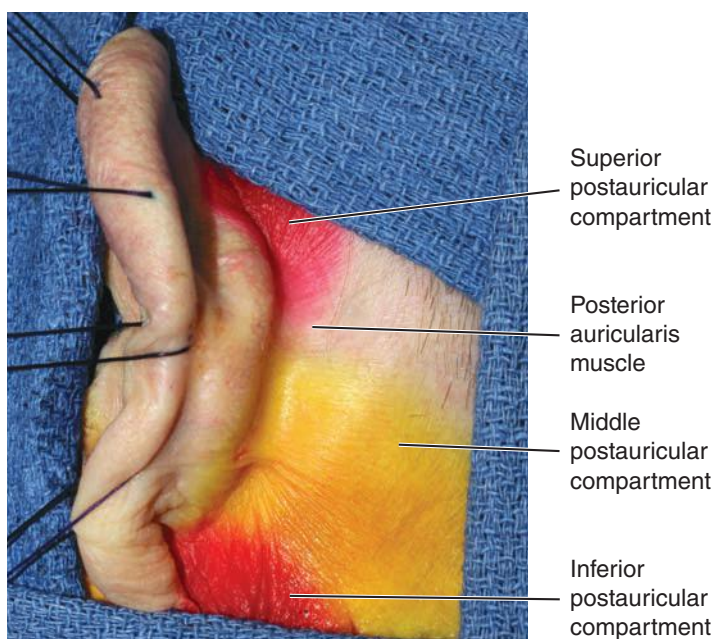 Superior
postauricular
compartment
Posterior
auricularis
muscle
Middle
postauricular
compartment
Inferior
postauricular
compartment